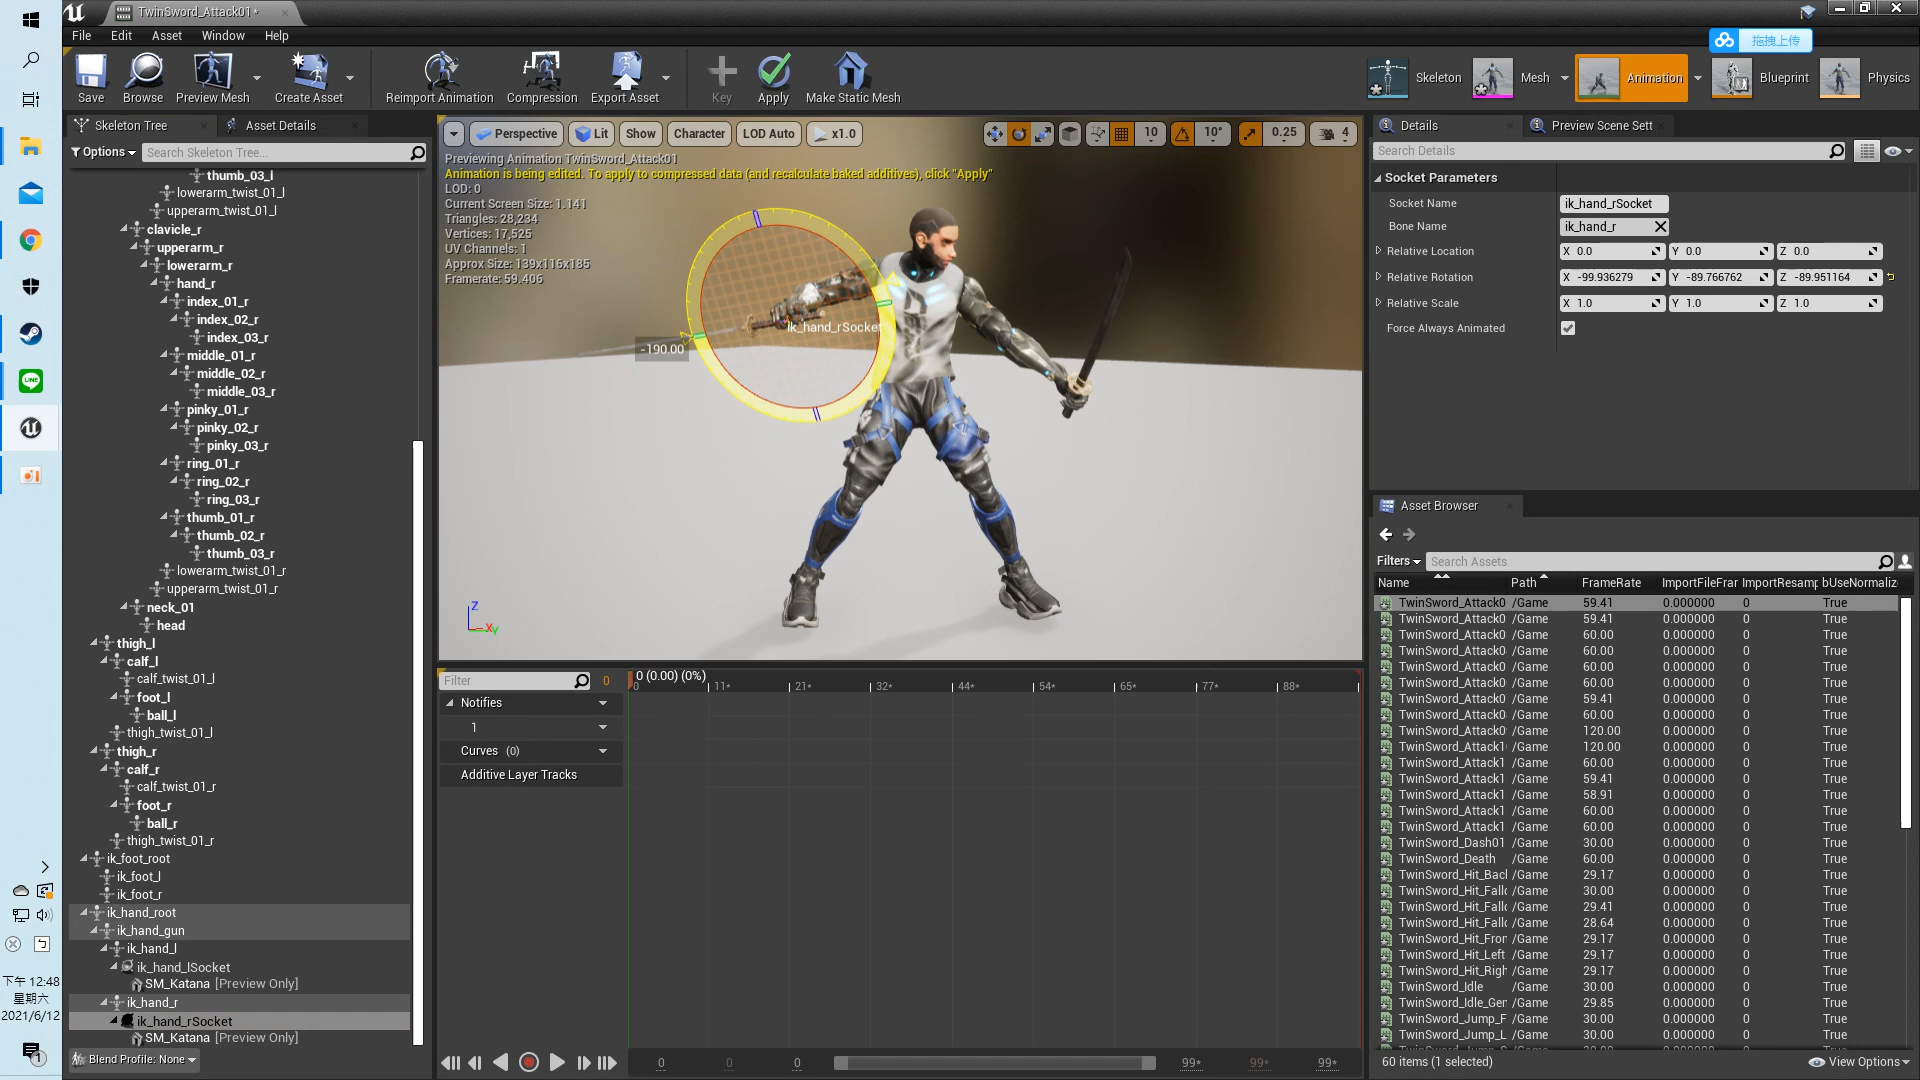 TwinSword_Attack01*
File Edit Asset Window Help
拖拽上传
Save
Browse
Preview Mesh
Create Asset
Reimport Animation
Compression
Export Asset
Key
Apply
Make Static Mesh
Skeleton
Mesh
Animation
Blueprint
Physics
Skeleton Tree
Asset Details
Options
Search Skeleton Tree...
thumb_03_l
lowerarm_twist_01_l
upperarm_twist_01_l
clavicle_r
upperarm_r
lowerarm_r
hand_r
index_01_r
index_02_r
index_03_r
middle_01_r
middle_02_r
middle_03_r
pinky_01_r
pinky_02_r
pinky_03_r
ring_01_r
ring_02_r
ring_03_r
thumb_01_r
thumb_02_r
thumb_03_r
lowerarm_twist_01_r
upperarm_twist_01_r
neck_01
head
thigh_l
calf_l
calf_twist_01_l
foot_l
ball_l
thigh_twist_01_l
thigh_r
calf_r
calf_twist_01_r
foot_r
ball_r
thigh_twist_01_r
ik_foot_root
ik_foot_l
ik_foot_r
ik_hand_root
ik_hand_gun
ik_hand_l
ik_hand_lSocket
SM_Katana [Preview Only]
ik_hand_r
ik_hand_rSocket
SM_Katana [Preview Only]
Blend Profile: None
Perspective Lit Show Character LOD Auto x1.0
10 10° 0.25 4
Previewing Animation TwinSword_Attack01
Animation is being edited. To apply to compressed data (and recalculate baked additives), click "Apply"
LOD: 0
Current Screen Size: 1.141
Triangles: 28,234
Vertices: 17,525
UV Channels: 1
Approx Size: 139x116x185
Framerate: 59.406
ik_hand_rSocket
-190.00
Z
X
Y
Filter
0
0 (0.00) (0%)
0 11* 21* 32* 44* 54* 65* 77* 88*
Notifies
1
Curves (0)
Additive Layer Tracks
0 0 0 99* 99* 99*
Details
Preview Scene Sett
Search Details
Socket Parameters
Socket Name ik_hand_rSocket
Bone Name ik_hand_r
Relative Location X 0.0 Y 0.0 Z 0.0
Relative Rotation X -99.936279 Y -89.766762 Z -89.951164
Relative Scale X 1.0 Y 1.0 Z 1.0
Force Always Animated
Asset Browser
Filters
Search Assets
Name Path FrameRate ImportFileFrar ImportResamp bUseNormaliz
TwinSword_Attack0 /Game 59.41 0.000000 0 True
TwinSword_Attack0 /Game 59.41 0.000000 0 True
TwinSword_Attack0 /Game 60.00 0.000000 0 True
TwinSword_Attack0 /Game 60.00 0.000000 0 True
TwinSword_Attack0 /Game 60.00 0.000000 0 True
TwinSword_Attack0 /Game 60.00 0.000000 0 True
TwinSword_Attack0 /Game 59.41 0.000000 0 True
TwinSword_Attack0 /Game 60.00 0.000000 0 True
TwinSword_Attack0 /Game 120.00 0.000000 0 True
TwinSword_Attack1 /Game 120.00 0.000000 0 True
TwinSword_Attack1 /Game 60.00 0.000000 0 True
TwinSword_Attack1 /Game 59.41 0.000000 0 True
TwinSword_Attack1 /Game 58.91 0.000000 0 True
TwinSword_Attack1 /Game 60.00 0.000000 0 True
TwinSword_Attack1 /Game 60.00 0.000000 0 True
TwinSword_Dash01 /Game 30.00 0.000000 0 True
TwinSword_Death /Game 60.00 0.000000 0 True
TwinSword_Hit_Bacl /Game 29.17 0.000000 0 True
TwinSword_Hit_Fallc /Game 30.00 0.000000 0 True
TwinSword_Hit_Fallc /Game 29.41 0.000000 0 True
TwinSword_Hit_Fallc /Game 28.64 0.000000 0 True
TwinSword_Hit_Fror /Game 29.17 0.000000 0 True
TwinSword_Hit_Left /Game 29.17 0.000000 0 True
TwinSword_Hit_Righ /Game 29.17 0.000000 0 True
TwinSword_Idle /Game 30.00 0.000000 0 True
TwinSword_Idle_Ger /Game 29.85 0.000000 0 True
TwinSword_Jump_F /Game 30.00 0.000000 0 True
TwinSword_Jump_L /Game 30.00 0.000000 0 True
60 items (1 selected)
View Options
LINE
下午 12:48
星期六
2021/6/12
1